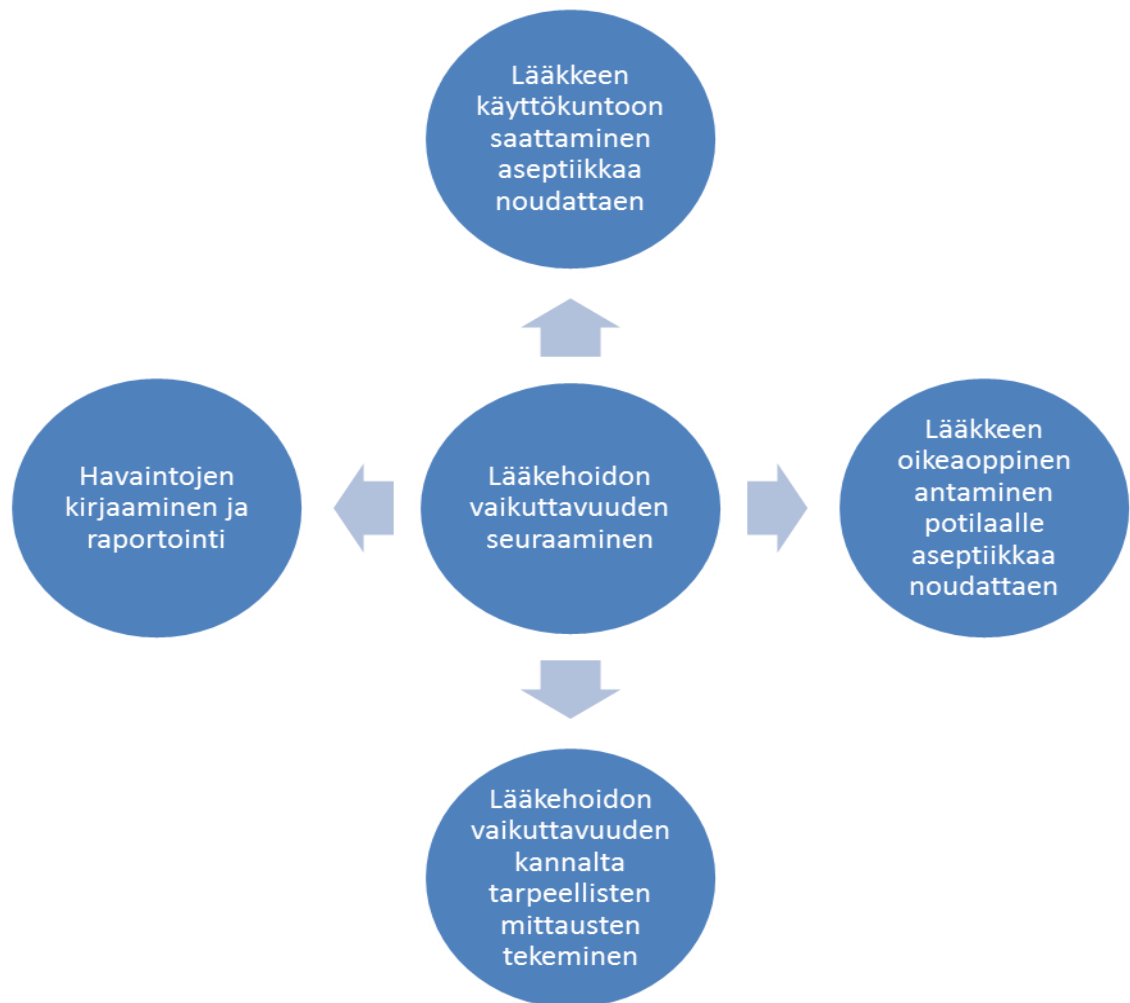 Lääkkeen
käyttökuntoon
saattaminen
aseptiikkaa
noudattaen
Havaintojen
kirjaaminen ja
raportointi
Lääkehoidon
vaikuttavuuden
seuraaminen
Lääkkeen
oikeaoppinen
antaminen
potilaalle
aseptiikkaa
noudattaen
Lääkehoidon
vaikuttavuuden
kannalta
tarpeellisten
mittausten
tekeminen